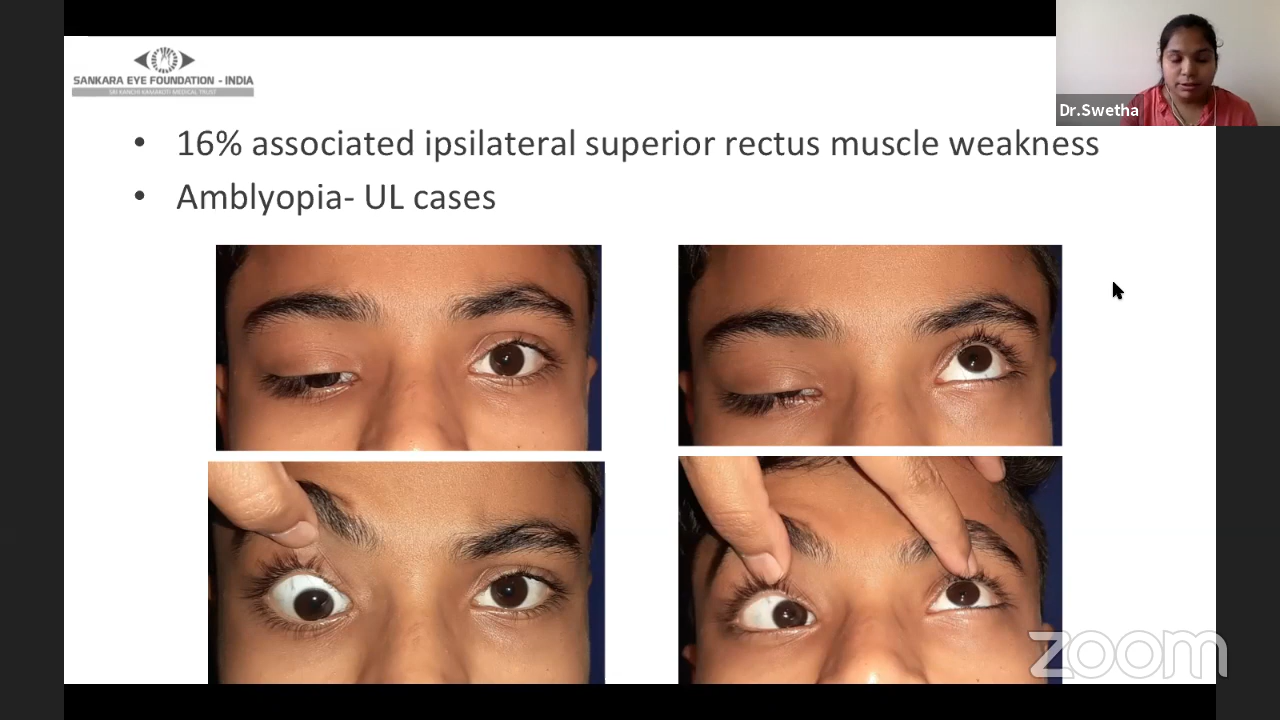 SANKARA EYE FOUNDATION - INDIA
SRI KANCHI KAMAKOTI MEDICAL TRUST
Dr.Swetha
• 16% associated ipsilateral superior rectus muscle weakness
• Amblyopia- UL cases
zoom